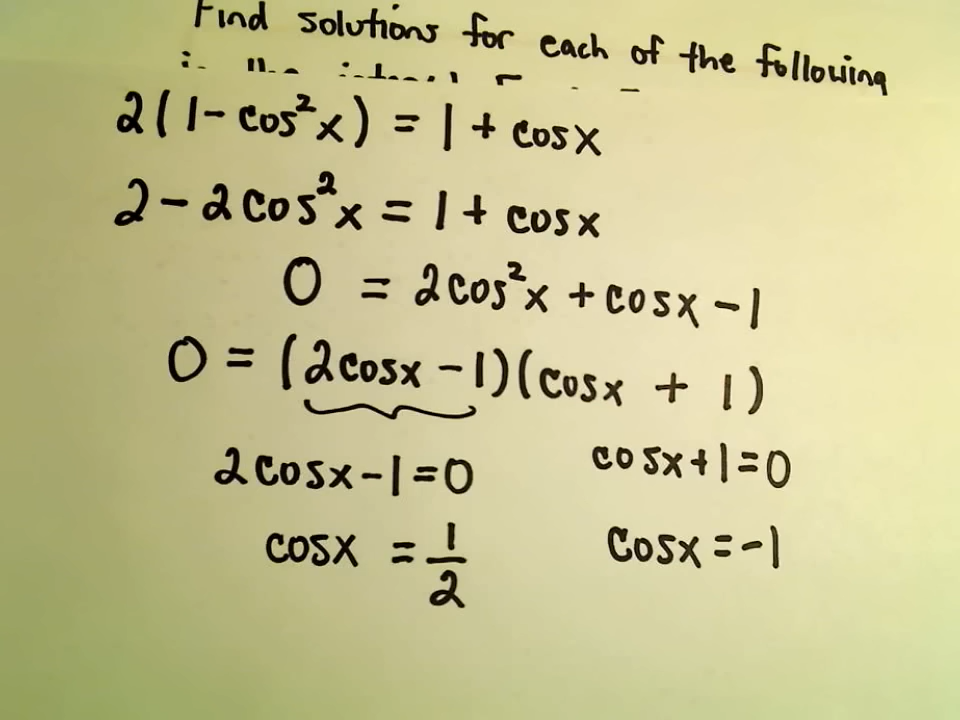 Find solutions for each of the following
2(1 - cos²x) = 1 + cosx
2 - 2cos²x = 1 + cosx
0 = 2cos²x + cosx - 1
0 = (2cosx - 1)(cosx + 1)
2cosx - 1 = 0 cosx + 1 = 0
cosx = 1/2 cosx = -1